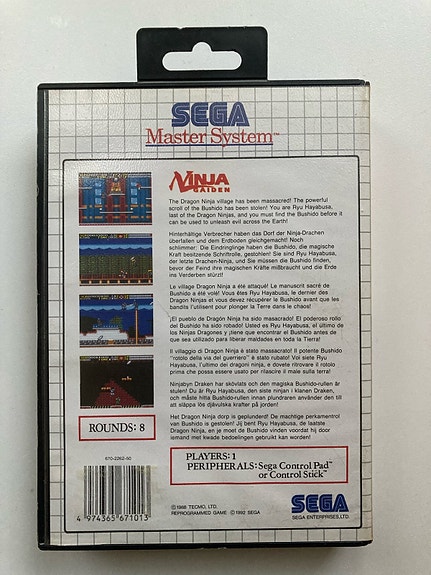 SEGA
Master System™
NINJA
GAIDEN
The Dragon Ninja village has been massacred! The powerful
scroll of the Bushido has been stolen! You are Ryu Hayabusa,
last of the Dragon Ninjas, and you must find the Bushido before it
can be used to unleash evil across the Earth!
Hinterhältige Verbrecher haben das Dorf der Ninja-Drachen
überfallen und dem Erdboden gleichgemacht! Noch
schlimmer: Die Eindringlinge haben die Bushido, die magische
Kraft besitzende Schriftrolle, gestohlen! Sie sind Ryu Hayabusa,
der letzte Drachen-Ninja, und Sie müssen die Bushido finden,
bevor der Feind ihre magischen Kräfte mißbraucht und die Erde
ins Verderben stürzt!
Le village Dragon Ninja a été attaqué! Le manuscrit sacré de
Bushido a été volé! Vous êtes Ryu Hayabusa, le dernier des
Dragon Ninjas et vous devez récupérer le Bushido avant que les
bandits l'utilisent pour plonger la Terre dans le chaos!
¡El pueblo de Dragón Ninja ha sido masacrado! El poderoso rollo
del Bushido ha sido robado! Usted es Ryu Hayabusa, el último de
las Ninjas Dragones y ¡tiene que encontrar el Bushido antes de
que sea utilizado para liberar maldades en toda la Tierra!
Il villaggio di Dragon Ninja è stato massacrato! Il potente Bushido
"rotolo della via del guerriero" è stato rubato! Voi siete Ryu
Hayabusa, l'ultimo dei dragon ninja, e dovete ritrovare il rotolo
prima che possa essere usato per rilasciare il male sulla terra!
Ninjabyn Draken har skövlats och den magiska Bushido-rullen är
stulen! Du är Ryu Hayabusa, den siste ninjan i klanen Draken,
och måste hitta Bushido-rullen innan plundraren använder den till
att släppa lös djävulska krafter på jorden!
Het Dragon Ninja dorp is geplunderd! De machtige perkamentrol
van Bushido is gestolen! Jij bent Ryu Hayabusa, de laatste
Dragon Ninja, en je moet de Bushido vinden voordat hij door
iemand met kwade bedoelingen gebruikt kan worden!
ROUNDS: 8
PLAYERS: 1
PERIPHERALS: Sega Control Pad™
or Control Stick™
670-2262-50
4 974365 671013
© 1988 TECMO, LTD.
REPROGRAMMED GAME © 1992 SEGA
SEGA
SEGA ENTERPRISES, LTD.